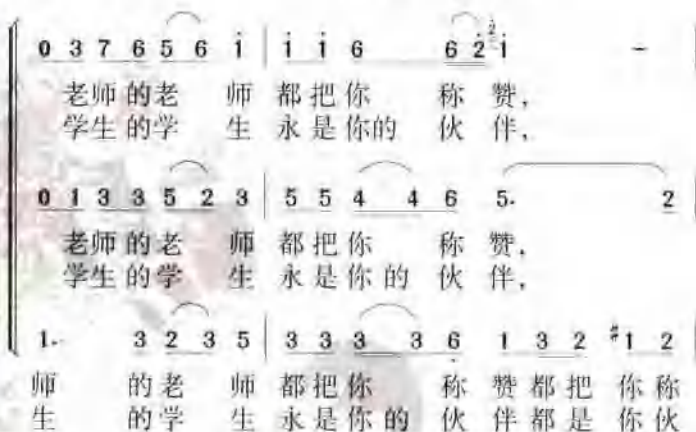 0 3 7 6 5 6 i | i i 6 6 2 2 i -
老师的老 师 都把你 称 赞，
学生的学 生 永是你的 伙 伴，
0 1 3 3 5 2 3 | 5 5 4 4 6 5. 2
老师的老 师 都把你 称 赞，
学生的学 生 永是你的 伙 伴，
1. 3 2 3 5 | 3 3 3 3 6 1 3 2 #1 2
师 的老 师 都把你 称 赞都把 你称
生 的学 生 永是你的 伙 伴都是 你伙